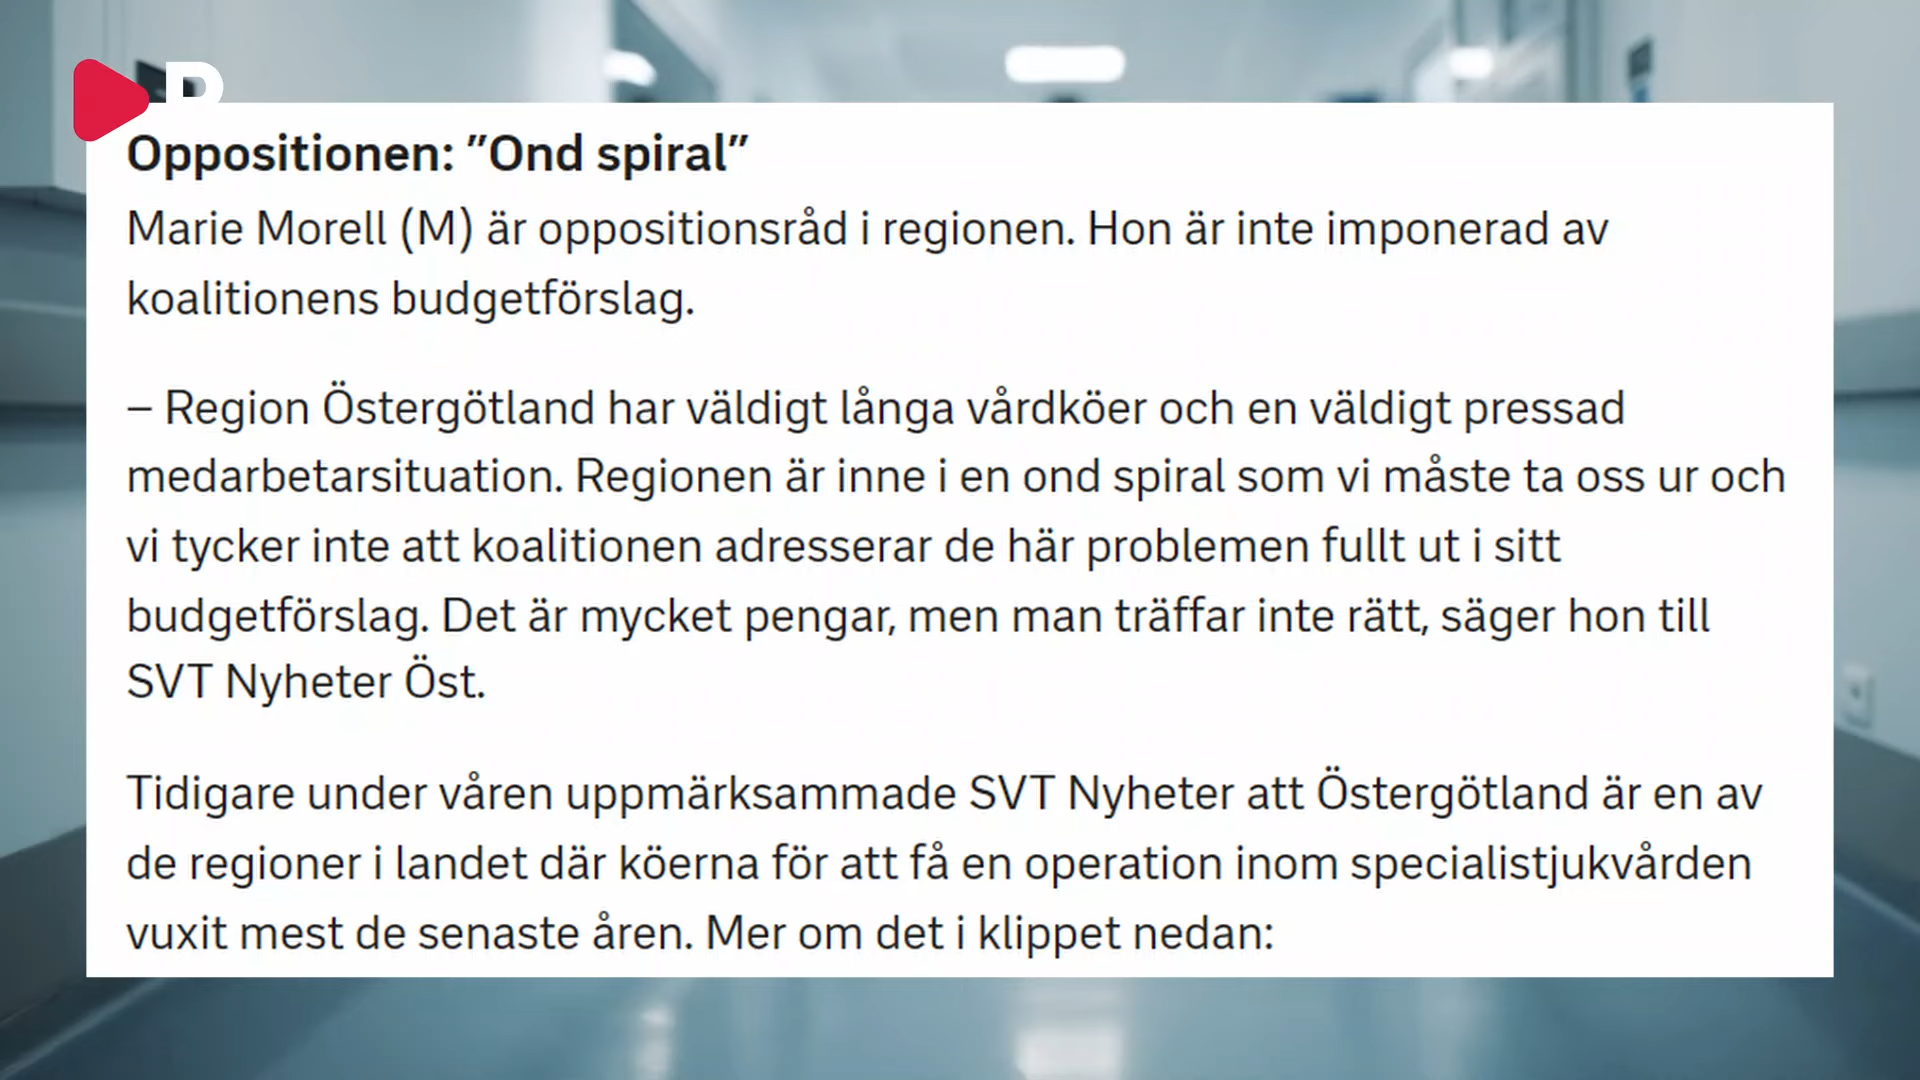 Oppositionen: ”Ond spiral”
Marie Morell (M) är oppositionsråd i regionen. Hon är inte imponerad av
koalitionens budgetförslag.
– Region Östergötland har väldigt långa vårdköer och en väldigt pressad
medarbetarsituation. Regionen är inne i en ond spiral som vi måste ta oss ur och
vi tycker inte att koalitionen adresserar de här problemen fullt ut i sitt
budgetförslag. Det är mycket pengar, men man träffar inte rätt, säger hon till
SVT Nyheter Öst.
Tidigare under våren uppmärksammade SVT Nyheter att Östergötland är en av
de regioner i landet där köerna för att få en operation inom specialistjukvården
vuxit mest de senaste åren. Mer om det i klippet nedan: